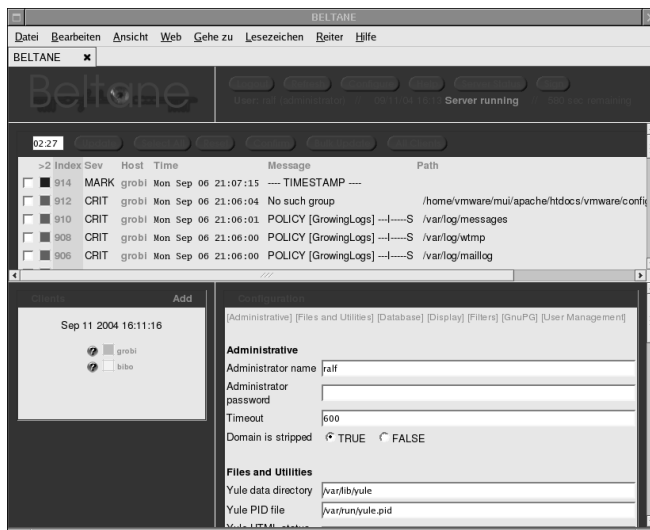 BELTANE
Datei Bearbeiten Ansicht Web Gehe zu Lesezeichen Reiter Hilfe
BELTANE
Beltane
User: ralf (administrator)
Server running
02:27
>2 Index Sev Host Time Message Path
914 MARK grobi Mon Sep 06 21:07:15 ---- TIMESTAMP ----
912 CRIT grobi Mon Sep 06 21:06:04 No such group /home/vmware/mui/apache/htdocs/vmware/config
910 CRIT grobi Mon Sep 06 21:06:01 POLICY [GrowingLogs] ---I-----S /var/log/messages
908 CRIT grobi Mon Sep 06 21:06:00 POLICY [GrowingLogs] ---I-----S /var/log/wtmp
906 CRIT grobi Mon Sep 06 21:06:00 POLICY [GrowingLogs] ---I-----S /var/log/maillog
Clients Add
Sep 11 2004 16:11:16
grobi
bibo
Configuration
[Administrative] [Files and Utilities] [Database] [Display] [Filters] [GnuPG] [User Management]
Administrative
Administrator name ralf
Administrator password
Timeout 600
Domain is stripped TRUE FALSE
Files and Utilities
Yule data directory /var/lib/yule
Yule PID file /var/run/yule.pid
Yule HTML status